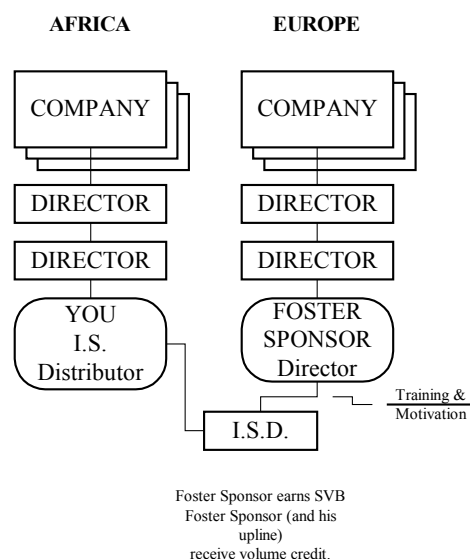 AFRICA
EUROPE
COMPANY
COMPANY
DIRECTOR
DIRECTOR
DIRECTOR
DIRECTOR
YOU
I.S.
Distributor
FOSTER
SPONSOR
Director
Training &
Motivation
I.S.D.
Foster Sponsor earns SVB
Foster Sponsor (and his
upline)
receive volume credit.